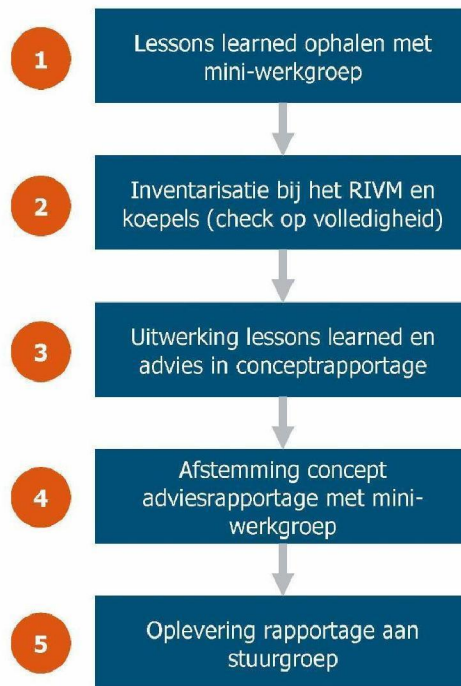 1
Lessons learned ophalen met
mini-werkgroep
2
Inventarisatie bij het RIVM en
koepels (check op volledigheid)
3
Uitwerking lessons learned en
advies in conceptrapportage
4
Afstemming concept
adviesrapportage met mini-
werkgroep
5
Oplevering rapportage aan
stuurgroep